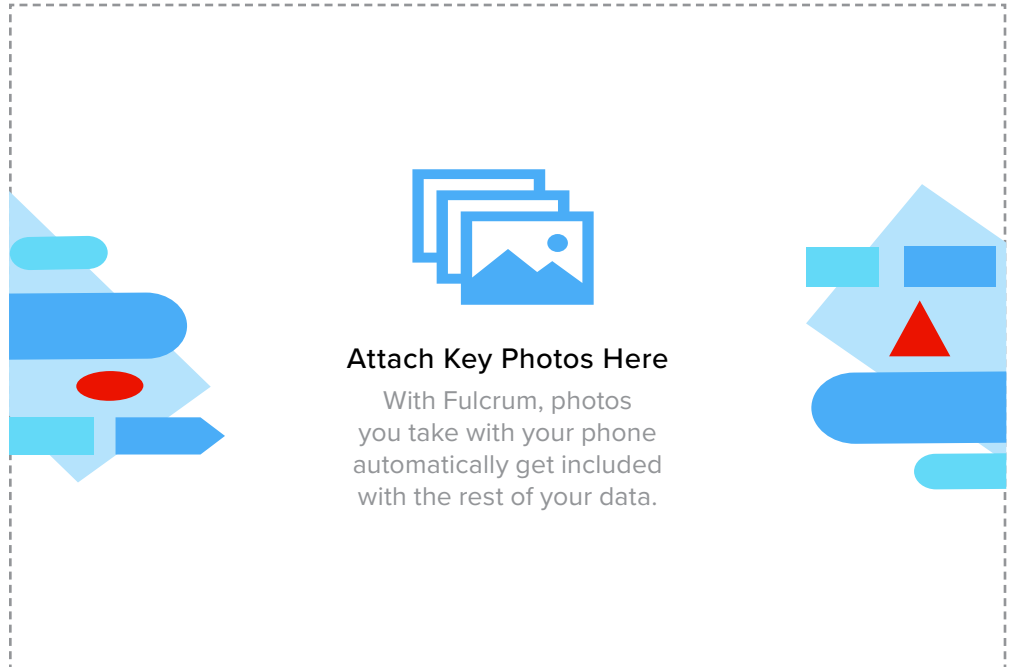 Attach Key Photos Here
With Fulcrum, photos
you take with your phone
automatically get included
with the rest of your data.